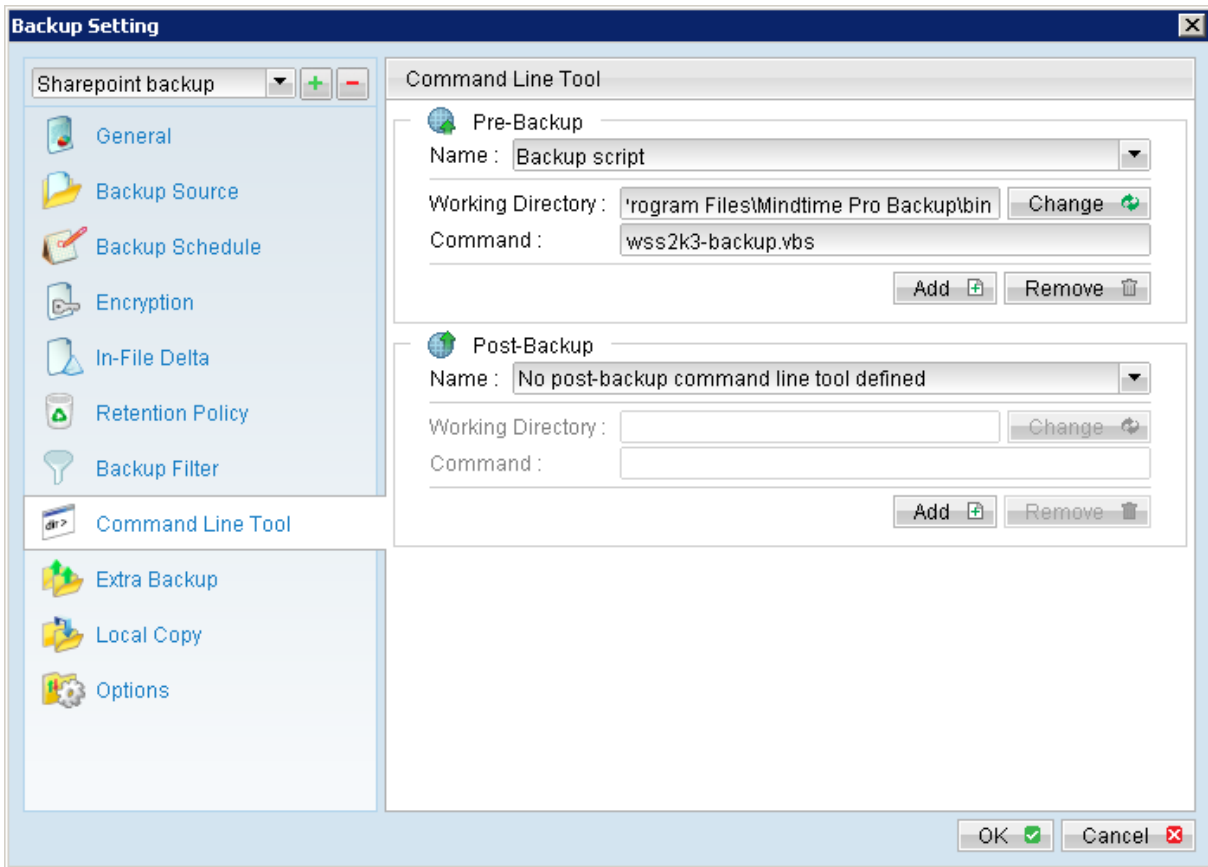 Backup Setting
Sharepoint backup
General
Backup Source
Backup Schedule
Encryption
In-File Delta
Retention Policy
Backup Filter
dir>
Command Line Tool
Extra Backup
Local Copy
Options
Command Line Tool
Pre-Backup
Name : Backup script
Working Directory : 'rogram Files\Mindtime Pro Backup\bin Change
Command : wss2k3-backup.vbs
Add Remove
Post-Backup
Name : No post-backup command line tool defined
Working Directory : Change
Command :
Add Remove
OK Cancel